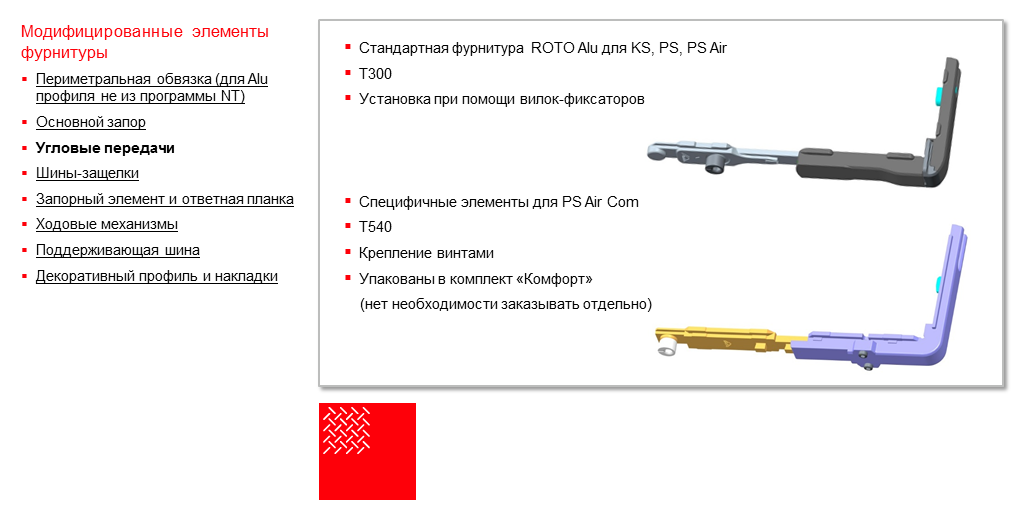 Модифицированные элементы
фурнитуры
Периметральная обвязка (для Alu
профиля не из программы NT)
Основной запор
Угловые передачи
Шины-защелки
Запорный элемент и ответная планка
Ходовые механизмы
Поддерживающая шина
Декоративный профиль и накладки
Стандартная фурнитура ROTO Alu для KS, PS, PS Air
T300
Установка при помощи вилок-фиксаторов
Специфичные элементы для PS Air Com
T540
Крепление винтами
Упакованы в комплект «Комфорт»
(нет необходимости заказывать отдельно)